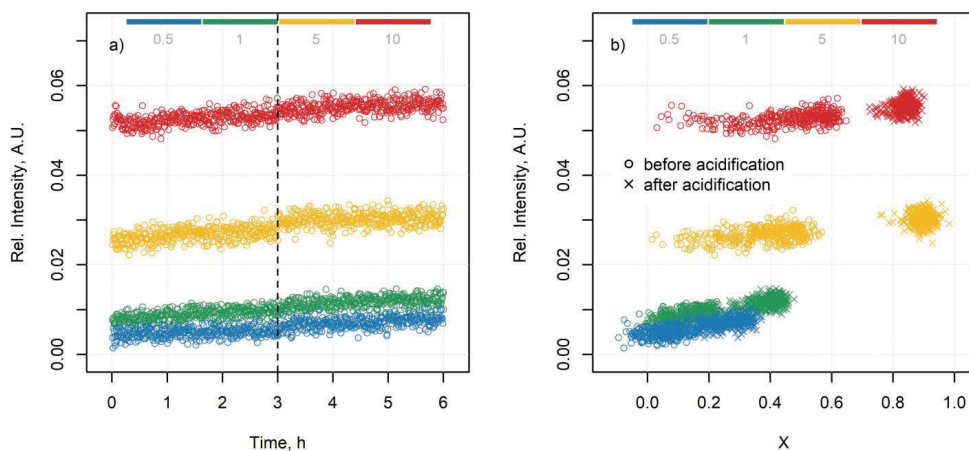 a)
0.5 1 5 10
Rel. Intensity, A.U.
0.06
0.04
0.02
0.00
0 1 2 3 4 5 6
Time, h
b)
0.5 1 5 10
before acidification
after acidification
Rel. Intensity, A.U.
0.06
0.04
0.02
0.00
0.0 0.2 0.4 0.6 0.8 1.0
X